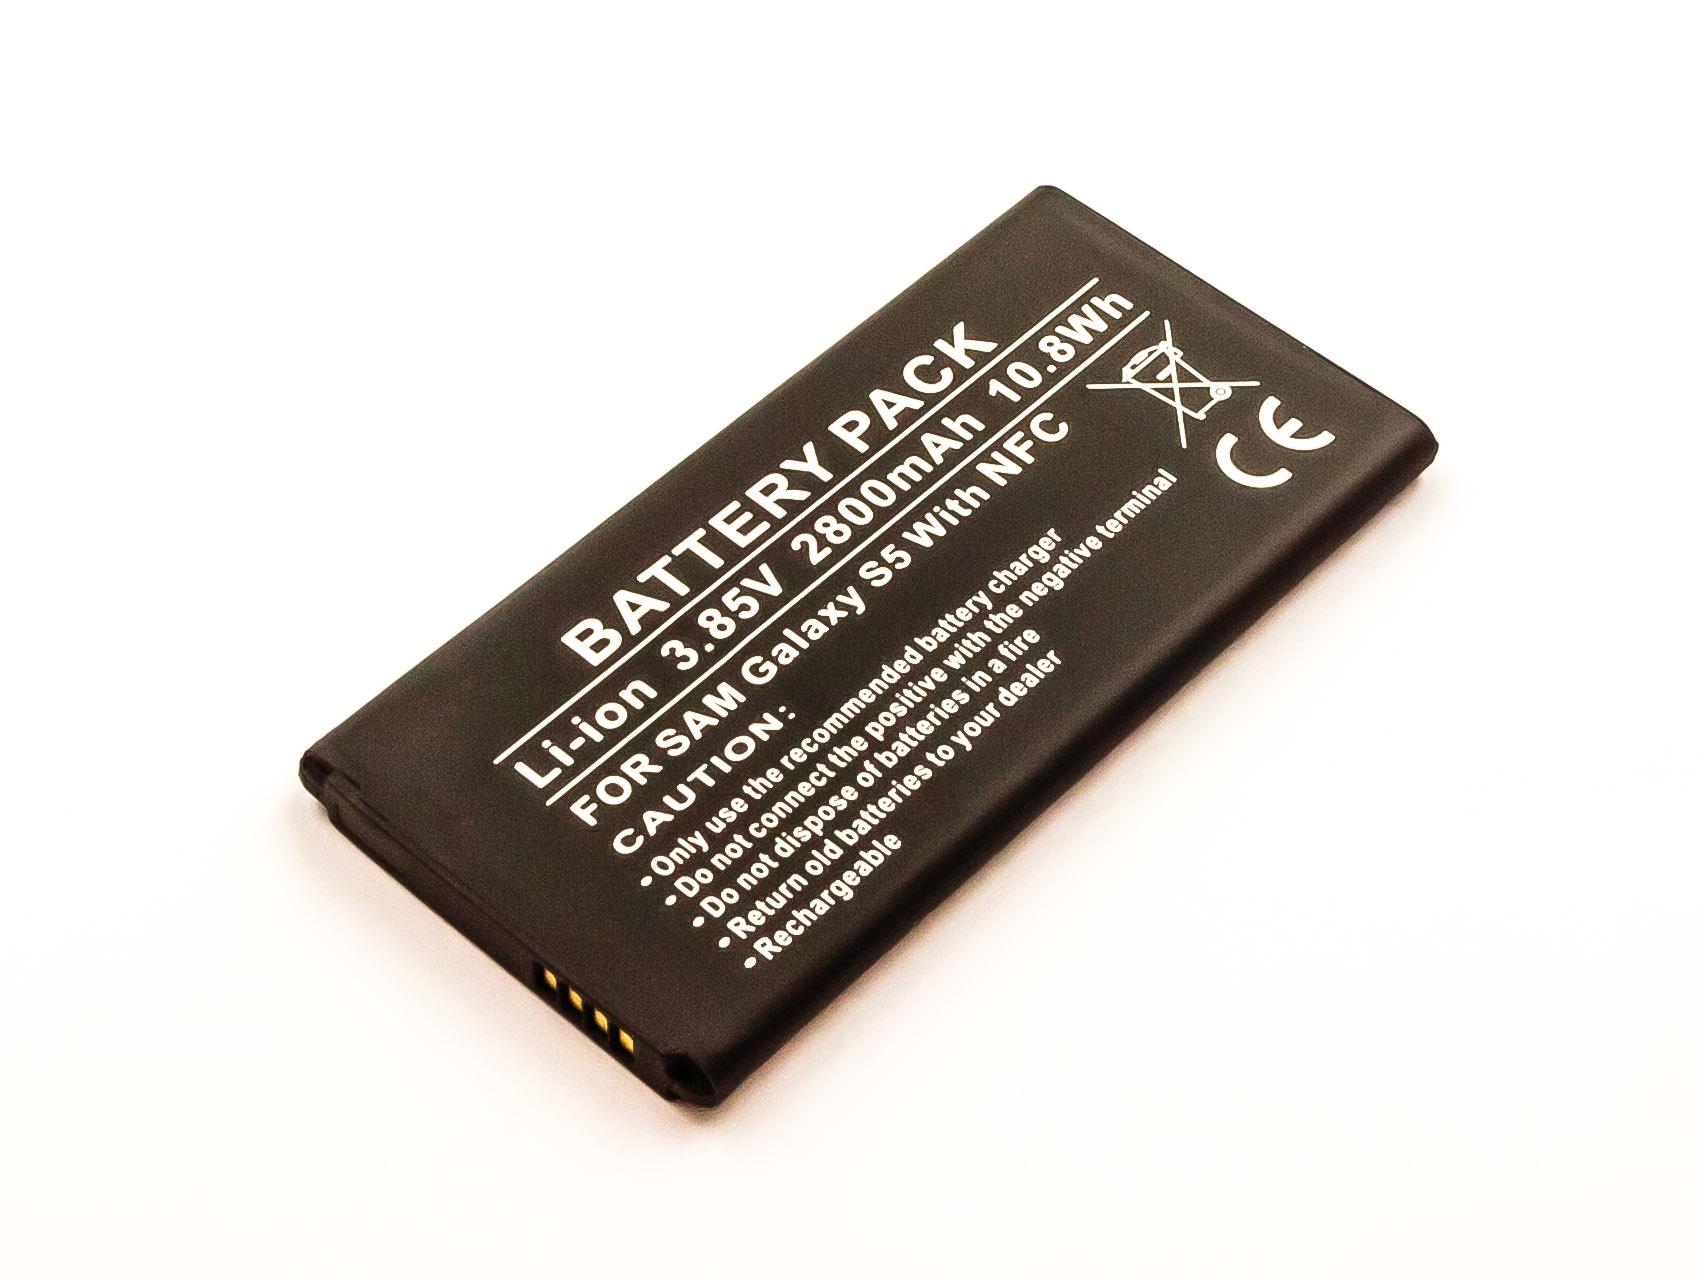 BATTERY PACK
Li-ion 3.85V 2800mAh 10.8Wh
FOR SAM Galaxy S5 With NFC
CAUTION:
•Only use the recommended battery charger
•Do not connect the positive with the negative terminal
•Do not dispose of batteries in a fire
•Return old batteries to your dealer
•Rechargeable
CE